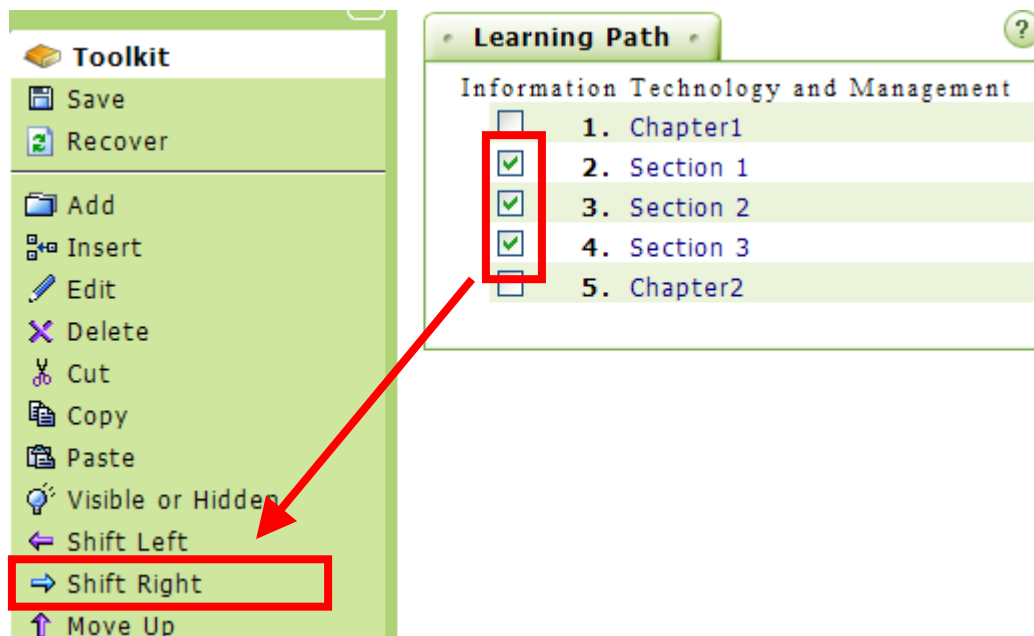 Toolkit
Save
Recover
Add
Insert
Edit
Delete
Cut
Copy
Paste
Visible or Hidden
Shift Left
Shift Right
Move Up
Learning Path
?
Information Technology and Management
1. Chapter1
2. Section 1
3. Section 2
4. Section 3
5. Chapter2